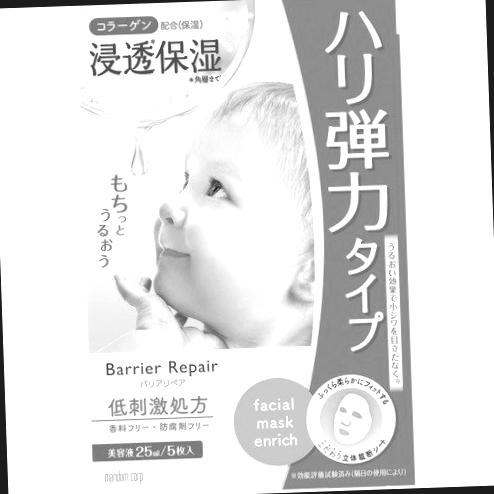 コラーゲン 配合(保湿)
浸透保湿
*角層まで
ハリ弾力タイプ
もちっと
うるおう
うるおい効果で小ジワを目立たなく※
Barrier Repair
バリアリペア
低刺激処方
香料フリー・防腐剤フリー
美容液25ml/5枚入
mandom corp
facial
mask
enrich
ふっくら柔らかにフィットする
こだわり立体裁断シート
※効能評価試験済み(隔日の使用により)